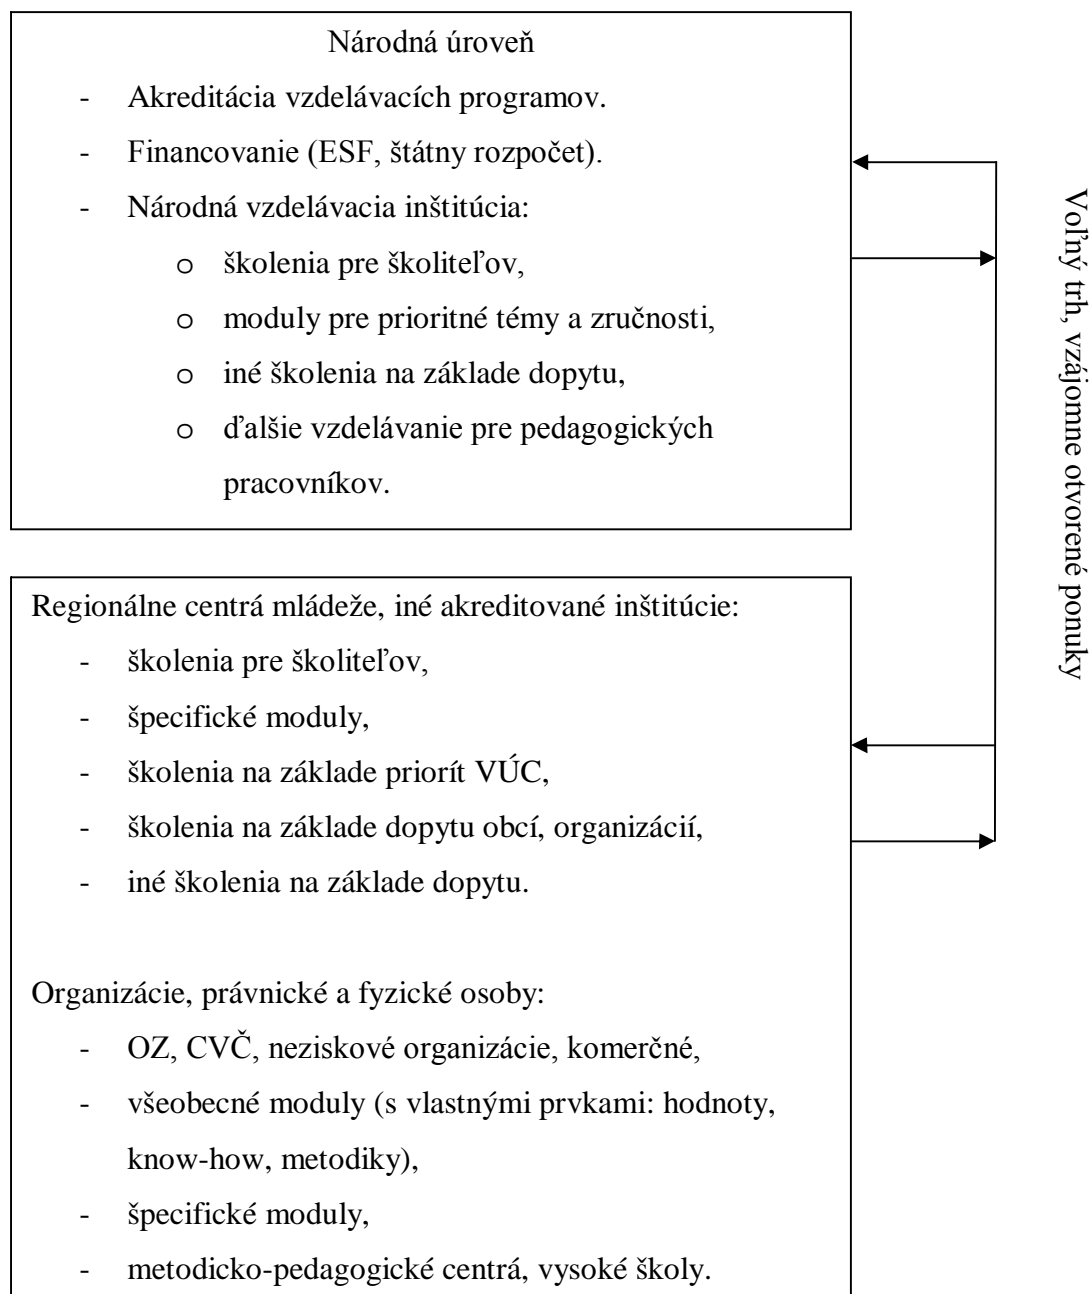 Národná úroveň
- Akreditácia vzdelávacích programov.
- Financovanie (ESF, štátny rozpočet).
- Národná vzdelávacia inštitúcia:
o školenia pre školiteľov,
o moduly pre prioritné témy a zručnosti,
o iné školenia na základe dopytu,
o ďalšie vzdelávanie pre pedagogických
pracovníkov.
Voľný trh, vzájomne otvorené ponuky
Regionálne centrá mládeže, iné akreditované inštitúcie:
- školenia pre školiteľov,
- špecifické moduly,
- školenia na základe priorít VÚC,
- školenia na základe dopytu obcí, organizácií,
- iné školenia na základe dopytu.
Organizácie, právnické a fyzické osoby:
- OZ, CVČ, neziskové organizácie, komerčné,
- všeobecné moduly (s vlastnými prvkami: hodnoty,
know-how, metodiky),
- špecifické moduly,
- metodicko-pedagogické centrá, vysoké školy.